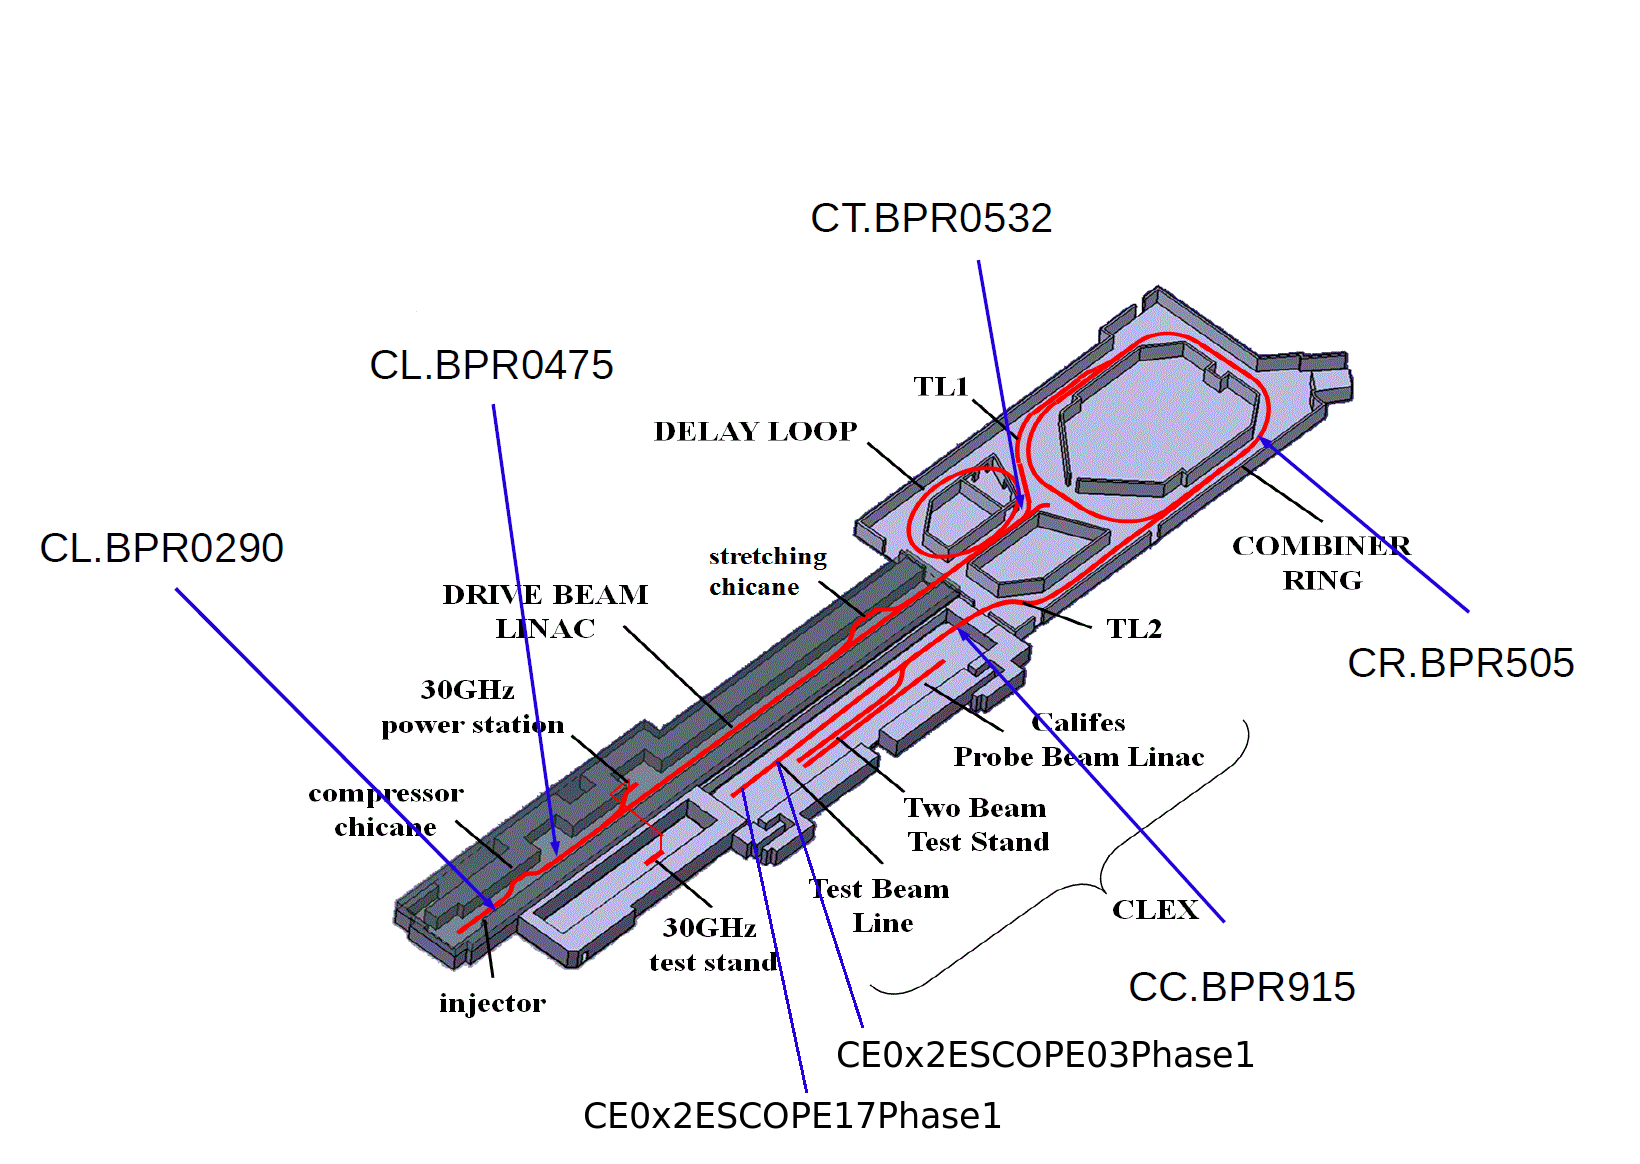 CT.BPR0532
CL.BPR0475
TL1
DELAY LOOP
CL.BPR0290
stretching
chicane
COMBINER
RING
DRIVE BEAM
LINAC
TL2
CR.BPR505
30GHz
power station
Califes
Probe Beam Linac
compressor
chicane
Two Beam
Test Stand
Test Beam
Line
CLEX
30GHz
test stand
CC.BPR915
injector
CE0x2ESCOPE03Phase1
CE0x2ESCOPE17Phase1